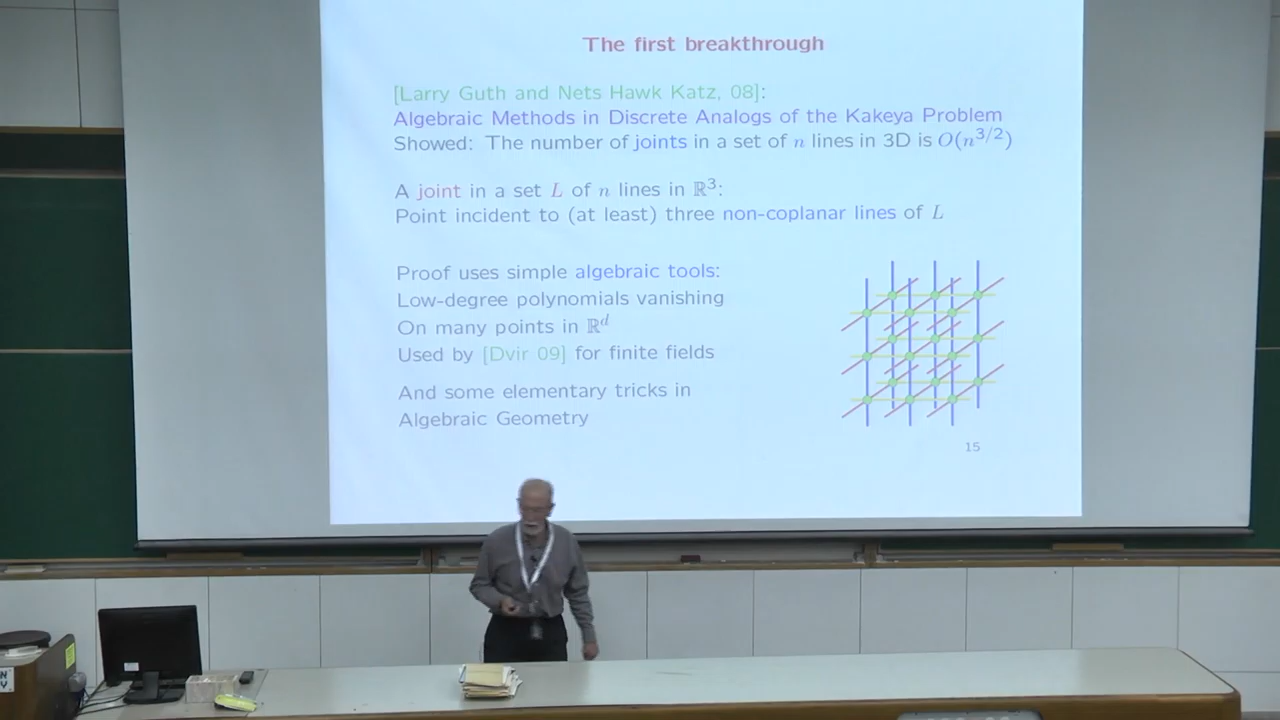 The first breakthrough
[Larry Guth and Nets Hawk Katz, 08]:
Algebraic Methods in Discrete Analogs of the Kakeya Problem
Showed: The number of joints in a set of n lines in 3D is O(n^{3/2})
A joint in a set L of n lines in ℝ³:
Point incident to (at least) three non-coplanar lines of L
Proof uses simple algebraic tools:
Low-degree polynomials vanishing
On many points in ℝ^d
Used by [Dvir 09] for finite fields
And some elementary tricks in
Algebraic Geometry
15